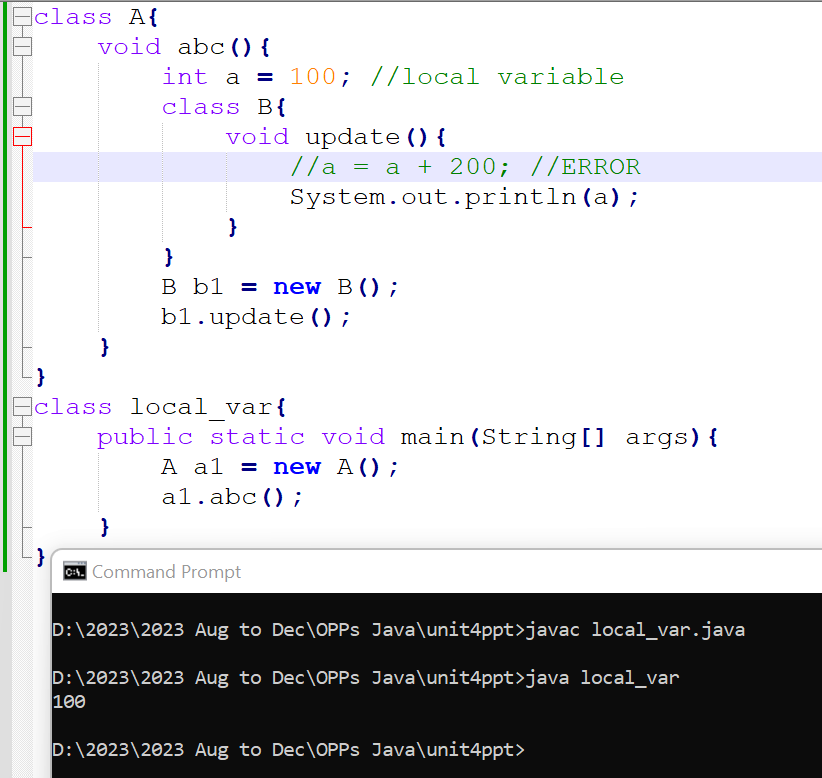 class A{
void abc(){
int a = 100; //local variable
class B{
void update(){
//a = a + 200; //ERROR
System.out.println(a);
}
}
B b1 = new B();
b1.update();
}
}
class local_var{
public static void main(String[] args){
A a1 = new A();
a1.abc();
}
}
C:\. Command Prompt
D:\2023\2023 Aug to Dec\OPPs Java\unit4ppt>javac local_var.java
D:\2023\2023 Aug to Dec\OPPs Java\unit4ppt>java local_var
100
D:\2023\2023 Aug to Dec\OPPs Java\unit4ppt>